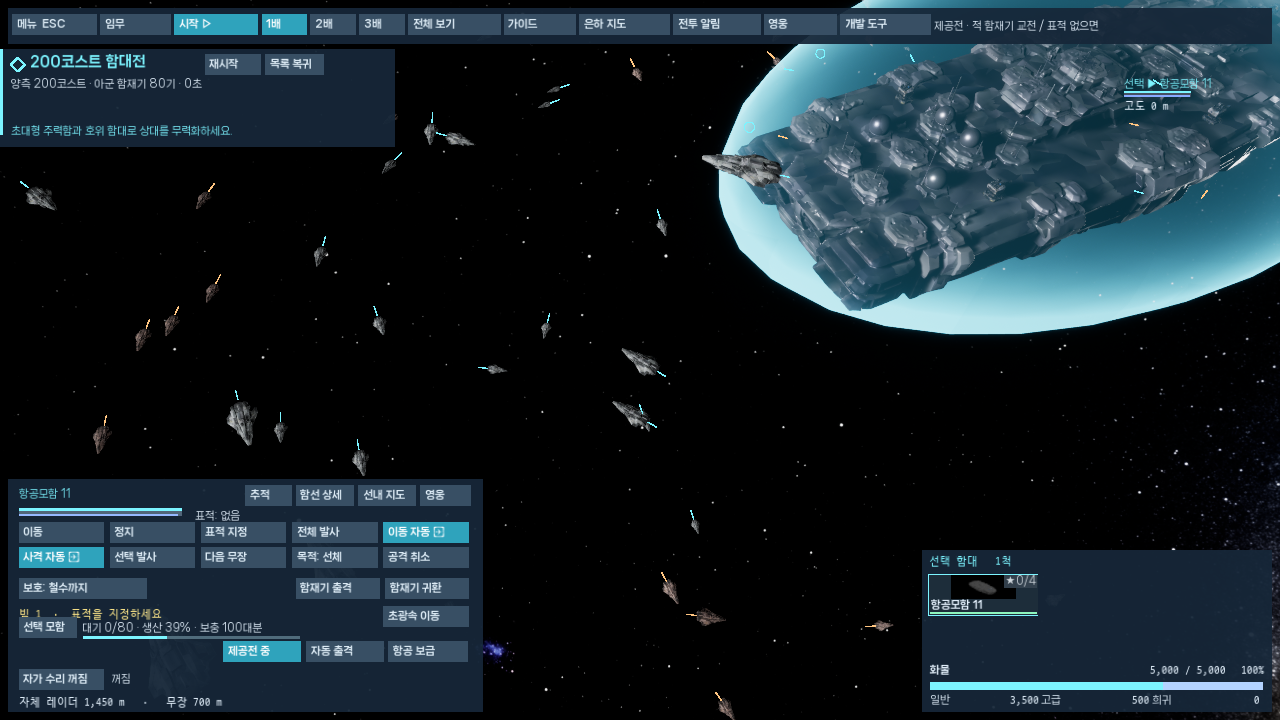 메뉴 ESC 임무 시작 ▷ 1배 2배 3배 전체 보기 가이드 은하 지도 전투 알림 영웅 개발 도구 제공전 · 적 함재기 교전 / 표적 없으면
200코스트 함대전 재시작 목록 복귀
양측 200코스트 · 아군 함재기 80기 · 0초
초대형 주력함과 호위 함대로 상대를 무력화하세요.
선택 ▶ 항공모함 11
고도 0 m
항공모함 11 추적 함선 상세 선내 지도 영웅
표적: 없음
이동 정지 표적 지정 전체 발사 이동 자동
사격 자동 선택 발사 다음 무장 목적: 선체 공격 취소
보호: 철수까지 함재기 출격 함재기 귀환
빔 1 · 표적을 지정하세요 초광속 이동
선택 모함 대기 0/80 · 생산 39% · 보충 100대분
제공전 중 자동 출격 항공 보급
자가 수리 꺼짐 꺼짐
자체 레이더 1,450 m · 무장 700 m
선택 함대 1척
★0/4
항공모함 11
화물 5,000 / 5,000 100%
일반 3,500 고급 500 희귀 0